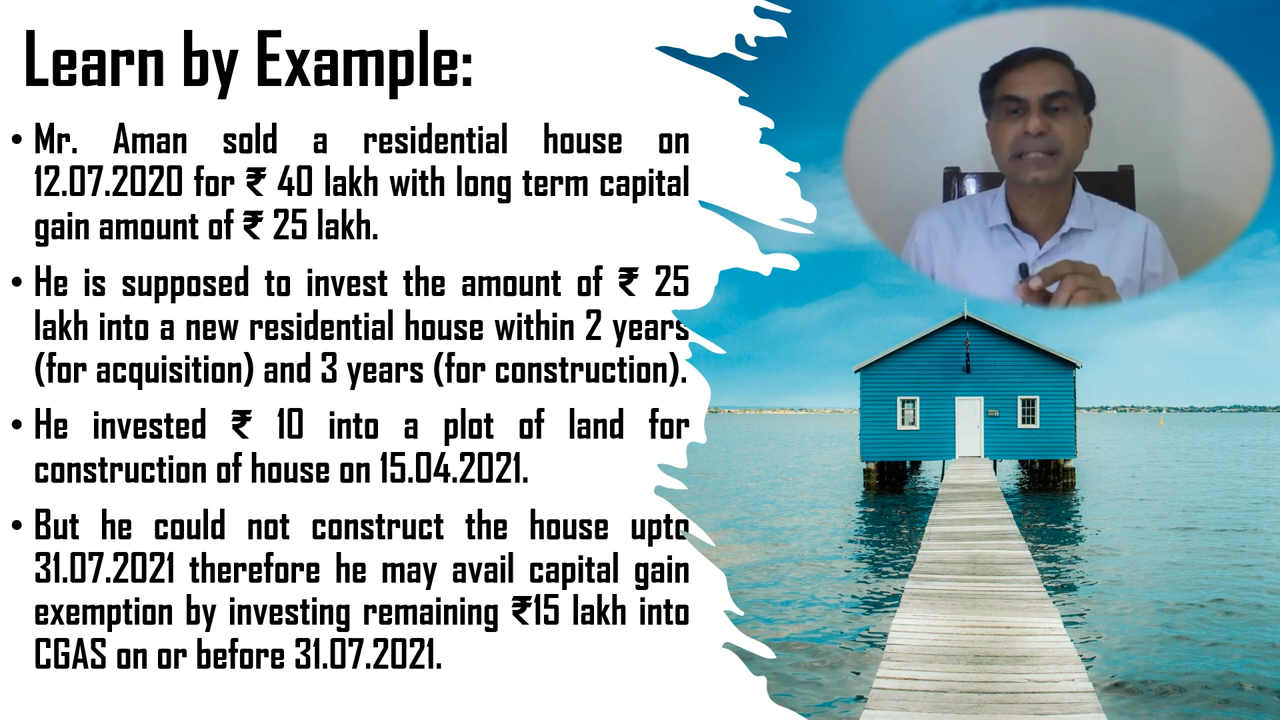 Learn by Example:
• Mr. Aman sold a residential house on
12.07.2020 for ₹ 40 lakh with long term capital
gain amount of ₹ 25 lakh.
• He is supposed to invest the amount of ₹ 25
lakh into a new residential house within 2 years
(for acquisition) and 3 years (for construction).
• He invested ₹ 10 into a plot of land for
construction of house on 15.04.2021.
• But he could not construct the house upto
31.07.2021 therefore he may avail capital gain
exemption by investing remaining ₹15 lakh into
CGAS on or before 31.07.2021.